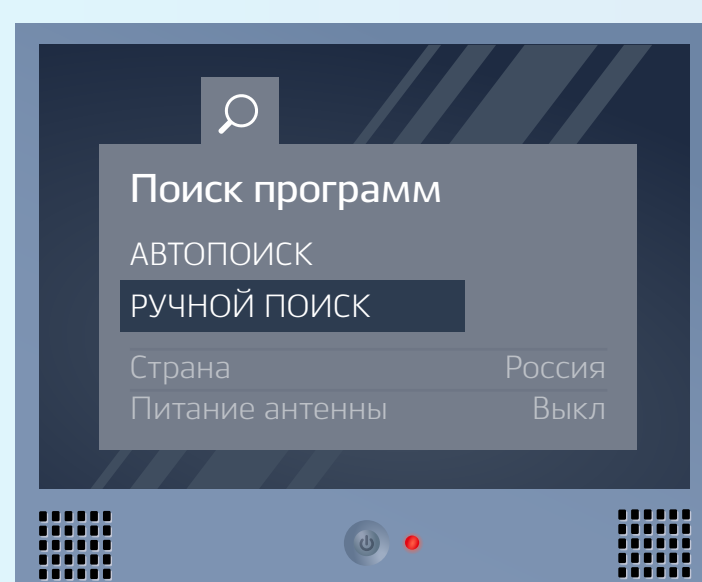 Поиск программ
АВТОПОИСК
РУЧНОЙ ПОИСК
Страна Россия
Питание антенны Выкл